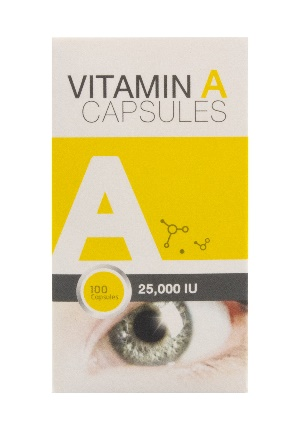 VITAMIN A
CAPSULES
A
100
Capsules
25,000 IU